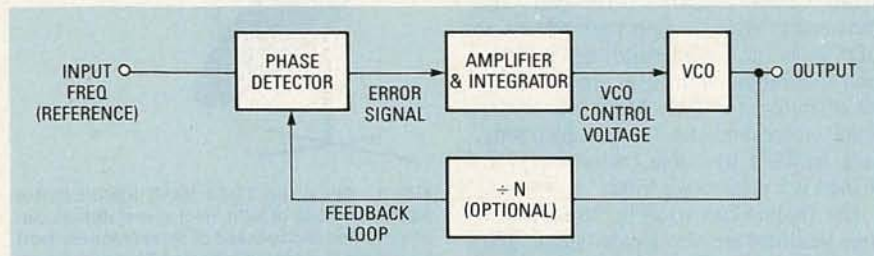 INPUT
FREQ
(REFERENCE)
PHASE
DETECTOR
ERROR
SIGNAL
AMPLIFIER
& INTEGRATOR
VCO
CONTROL
VOLTAGE
VCO
OUTPUT
÷ N
(OPTIONAL)
FEEDBACK
LOOP